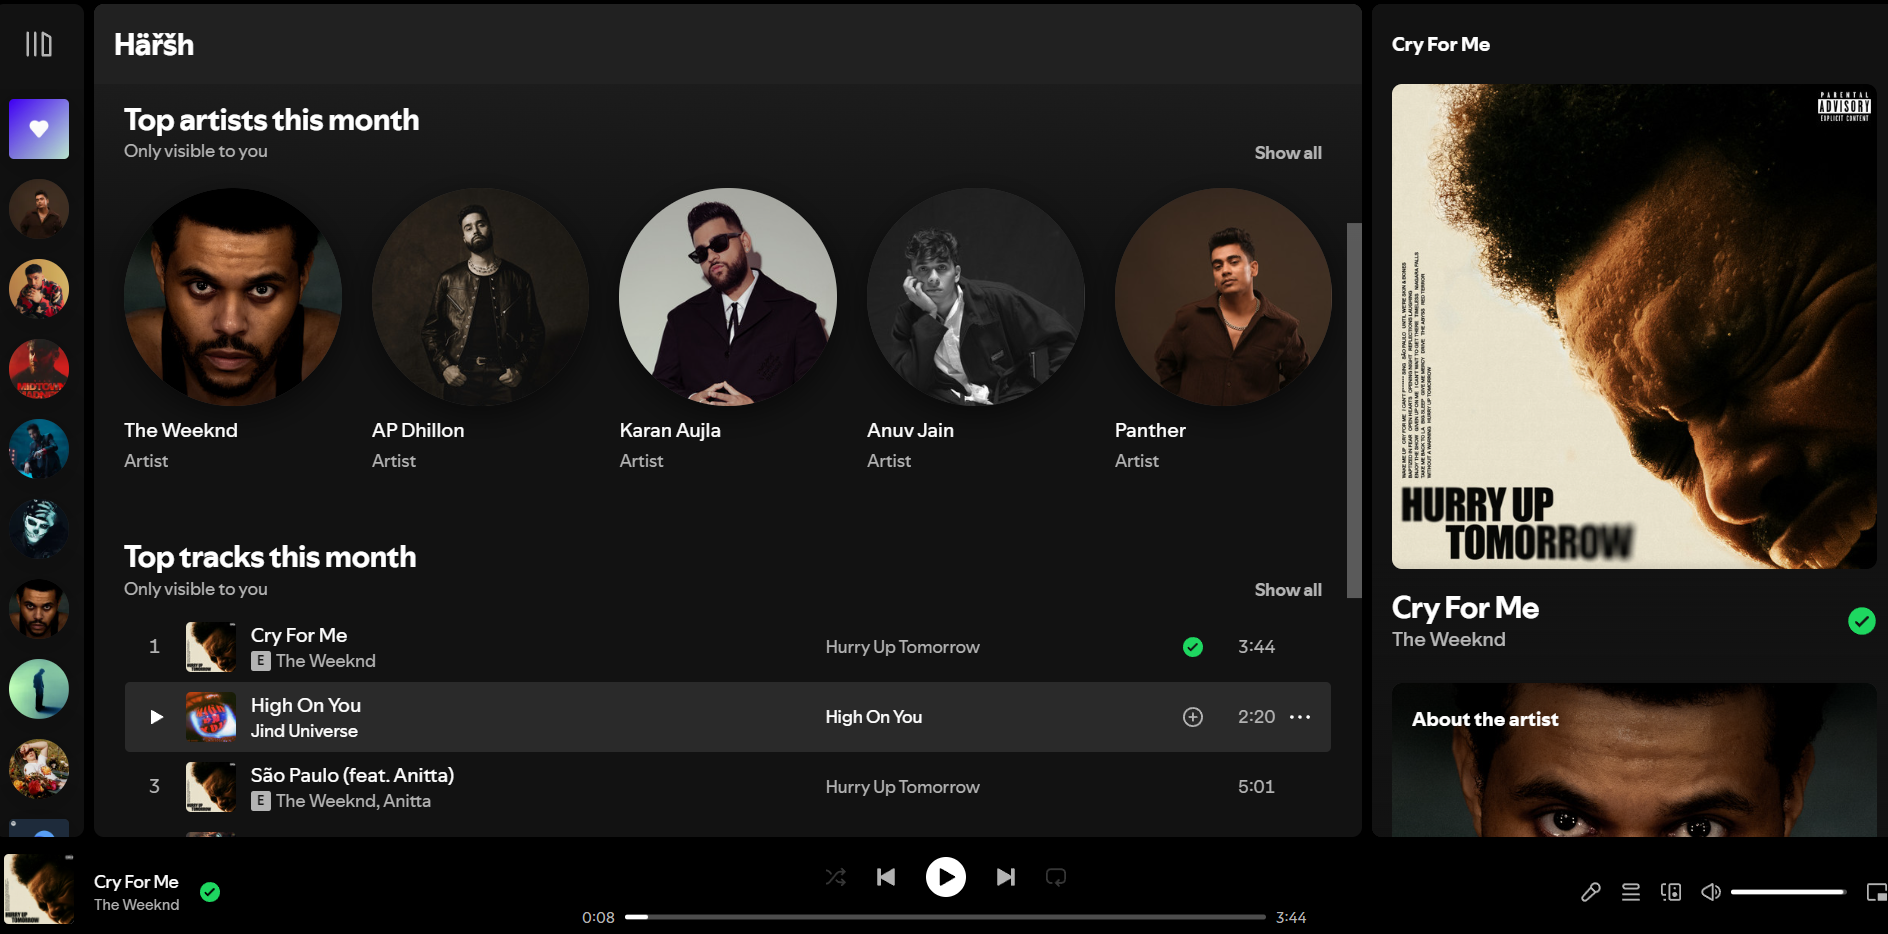 Häřšh
Top artists this month
Only visible to you
Show all
The Weeknd
Artist
AP Dhillon
Artist
Karan Aujla
Artist
Anuv Jain
Artist
Panther
Artist
Top tracks this month
Only visible to you
Show all
1
Cry For Me
E The Weeknd
Hurry Up Tomorrow
3:44
High On You
Jind Universe
High On You
2:20
3
São Paulo (feat. Anitta)
E The Weeknd, Anitta
Hurry Up Tomorrow
5:01
Cry For Me
PARENTAL
ADVISORY
EXPLICIT CONTENT
HURRY UP
TOMORROW
Cry For Me
The Weeknd
About the artist
Cry For Me
The Weeknd
0:08
3:44